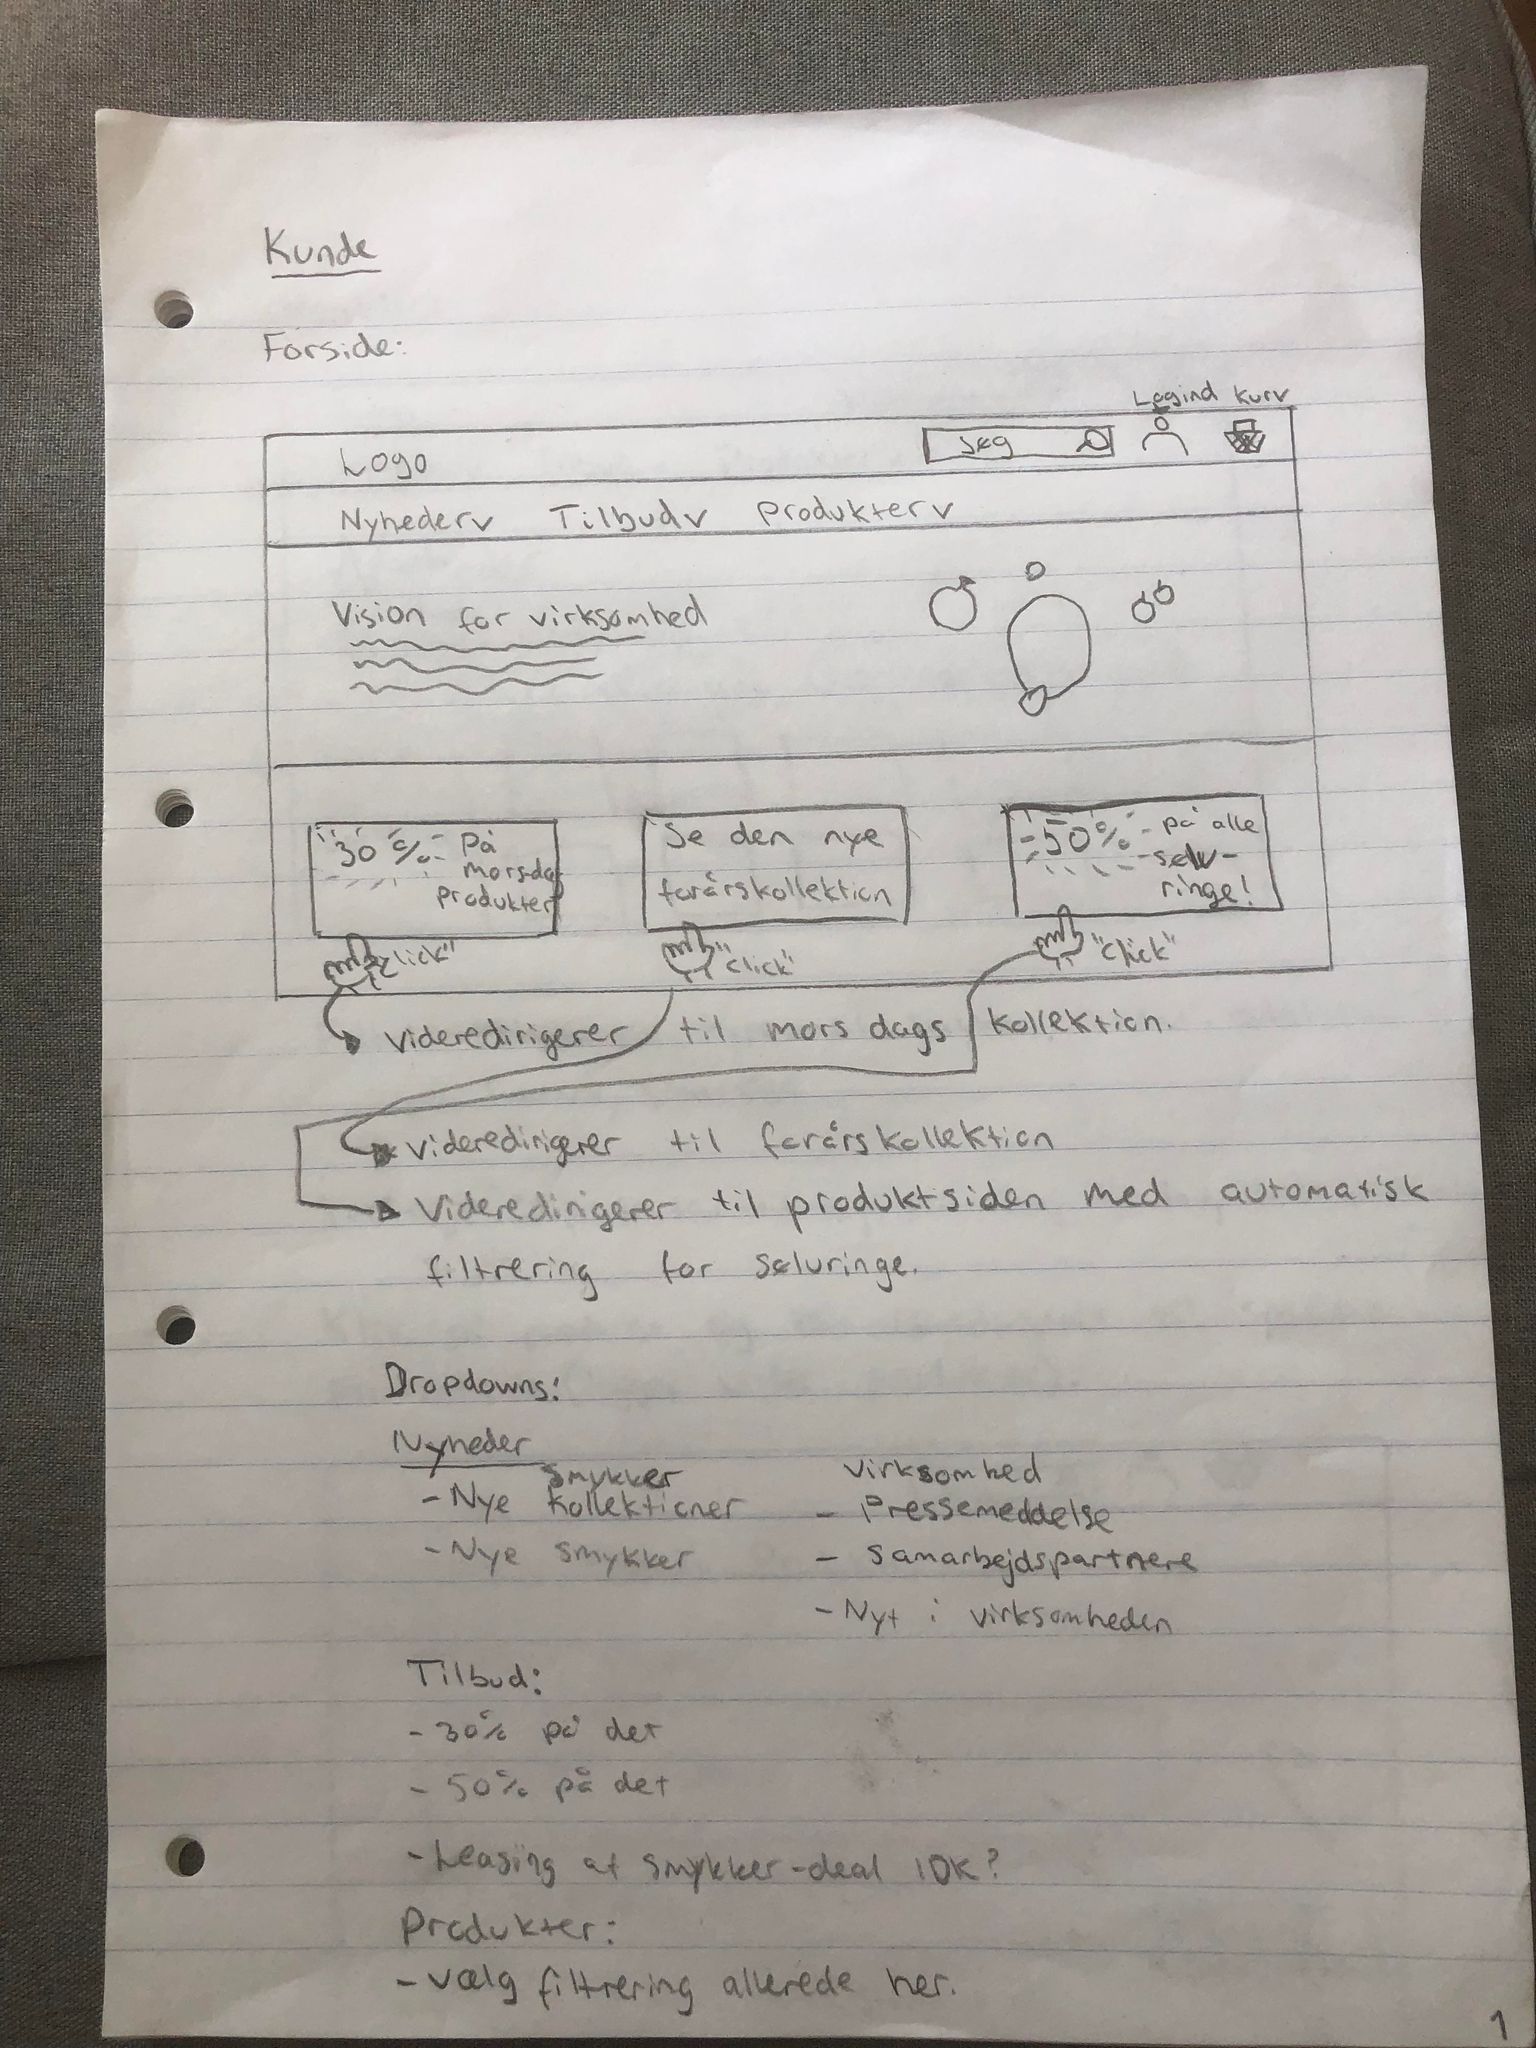 Kunde
Forside:
Logind Kurv
Logo
Søg
Nyheder v Tilbud v Produkter v
Vision for virksomhed
30% på
morsdag
produkter
Se den nye
forårskollektion
50% på alle
sølv-
ringe!
"click"
"click"
"click"
Videredirigerer til mors dags kollektion.
Videredirigerer til forårskollektion
Videredirigerer til produktsiden med automatisk
filtrering for sølvringe.
Dropdowns:
Nyheder
Smykker
- Nye kollektioner
- Nye smykker
Virksomhed
- Pressemeddelse
- Samarbejdspartnere
- Nyt i virksomheden
Tilbud:
- 30% på det
- 50% på det
- Leasing af smykker-deal 10K?
Produkter:
- Vælg filtrering allerede her.
1